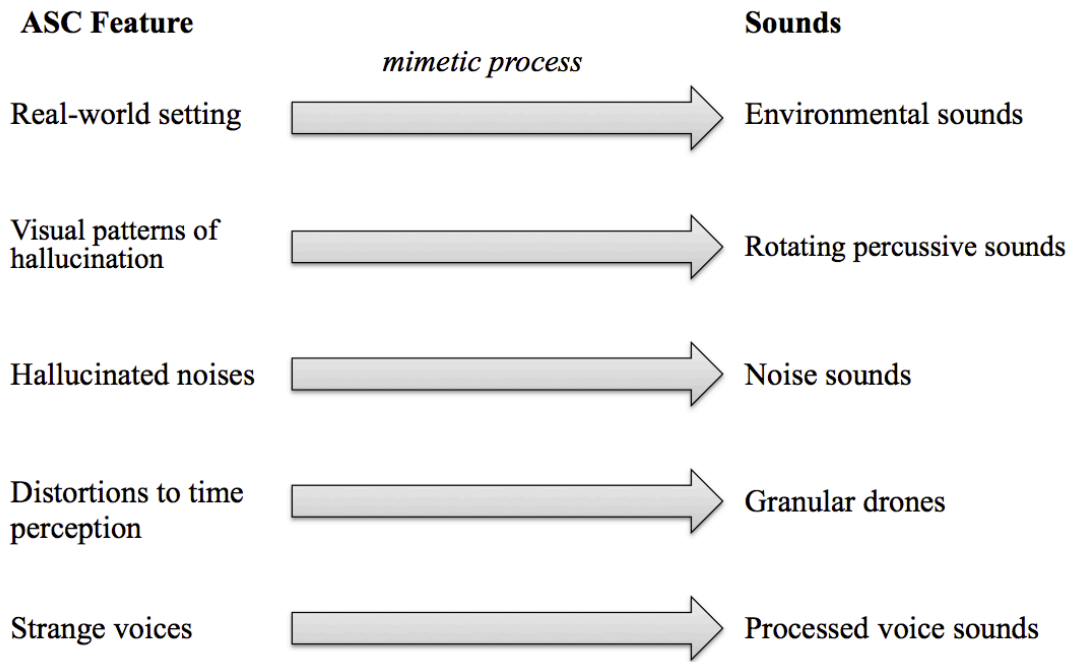 ASC Feature
Sounds
mimetic process
Real-world setting
Environmental sounds
Visual patterns of
hallucination
Rotating percussive sounds
Hallucinated noises
Noise sounds
Distortions to time
perception
Granular drones
Strange voices
Processed voice sounds